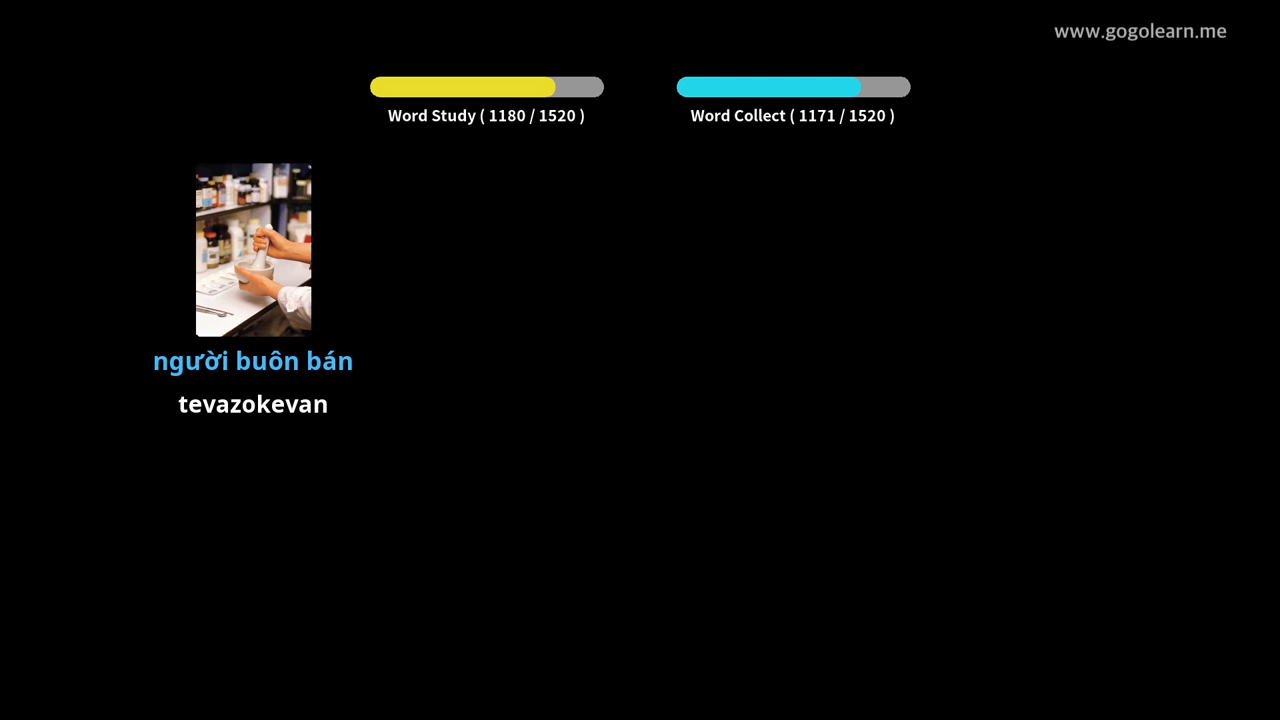 www.gogolearn.me
Word Study ( 1180 / 1520 )
Word Collect ( 1171 / 1520 )
người buôn bán
tevazokevan